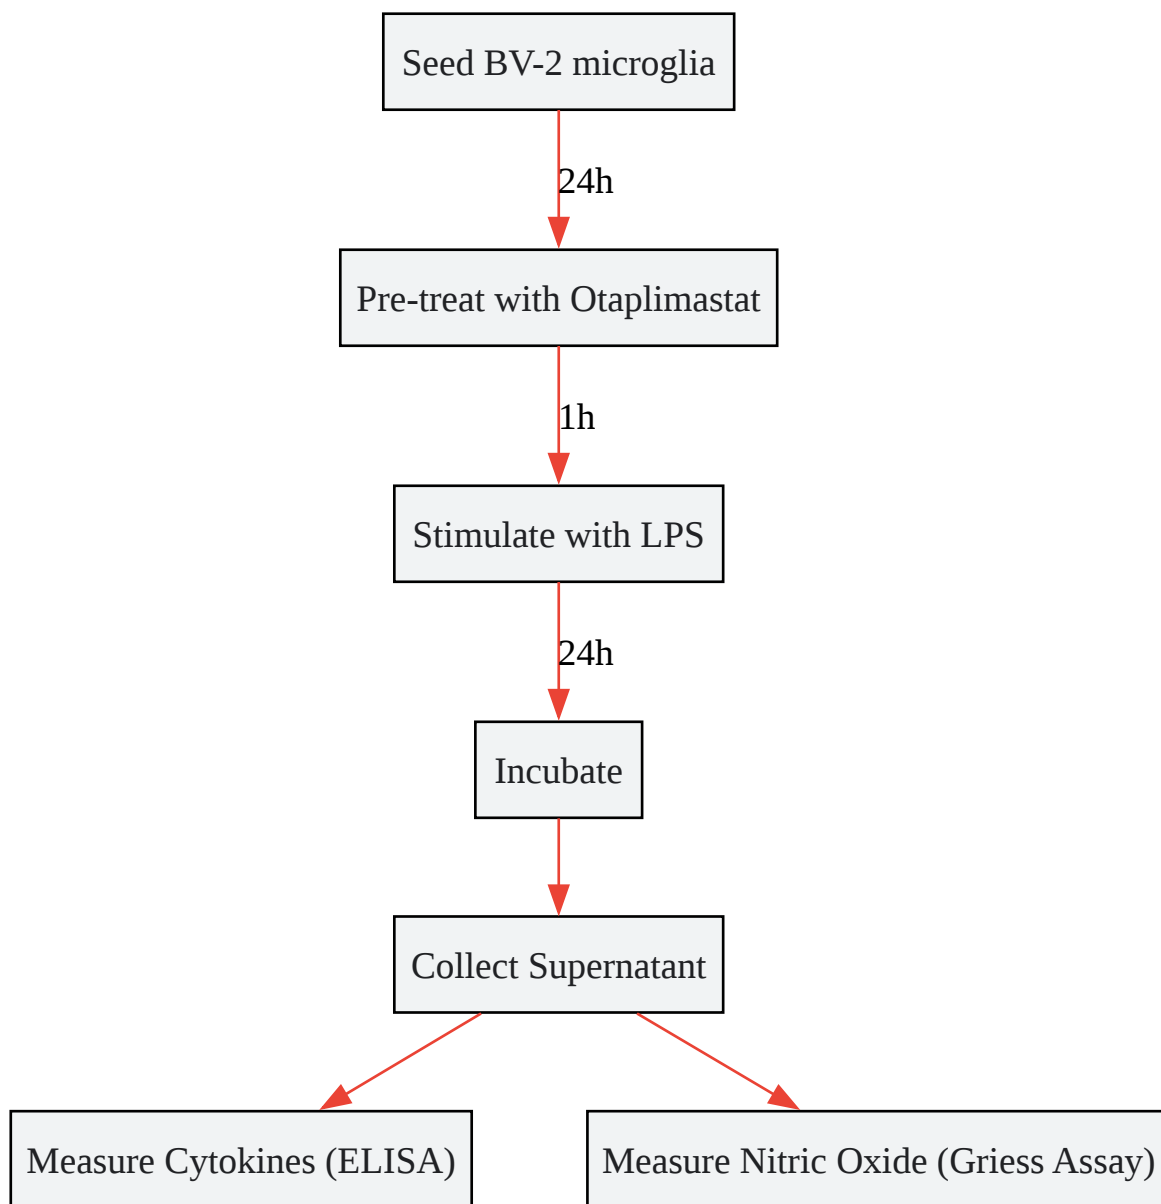 Seed BV-2 microglia
24h
Pre-treat with Otaplimastat
1h
Stimulate with LPS
24h
Incubate
Collect Supernatant
Measure Cytokines (ELISA)
Measure Nitric Oxide (Griess Assay)